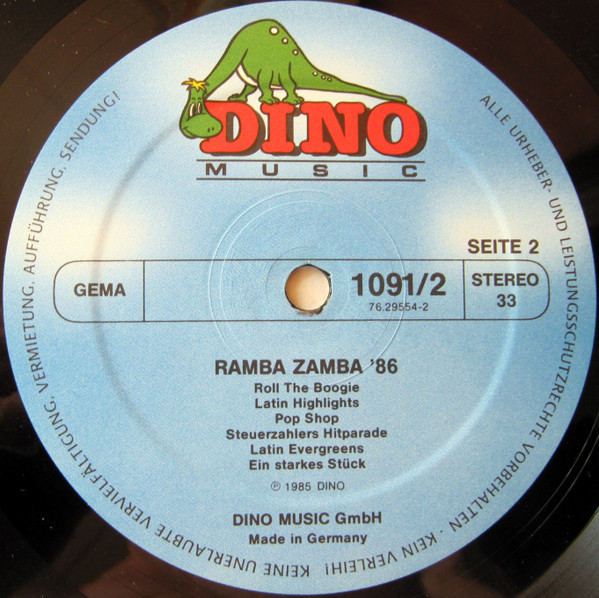 DINO
MUSIC
SEITE 2
GEMA
1091/2
76.29554-2
STEREO
33
RAMBA ZAMBA '86
Roll The Boogie
Latin Highlights
Pop Shop
Steuerzahlers Hitparade
Latin Evergreens
Ein starkes Stück
℗ 1985 DINO
DINO MUSIC GmbH
Made in Germany
ALLE URHEBER- UND LEISTUNGSSCHUTZRECHTE VORBEHALTEN · KEIN VERLEIH! KEINE UNERLAUBTE VERVIELFÄLTIGUNG, VERMIETUNG, AUFFÜHRUNG, SENDUNG!